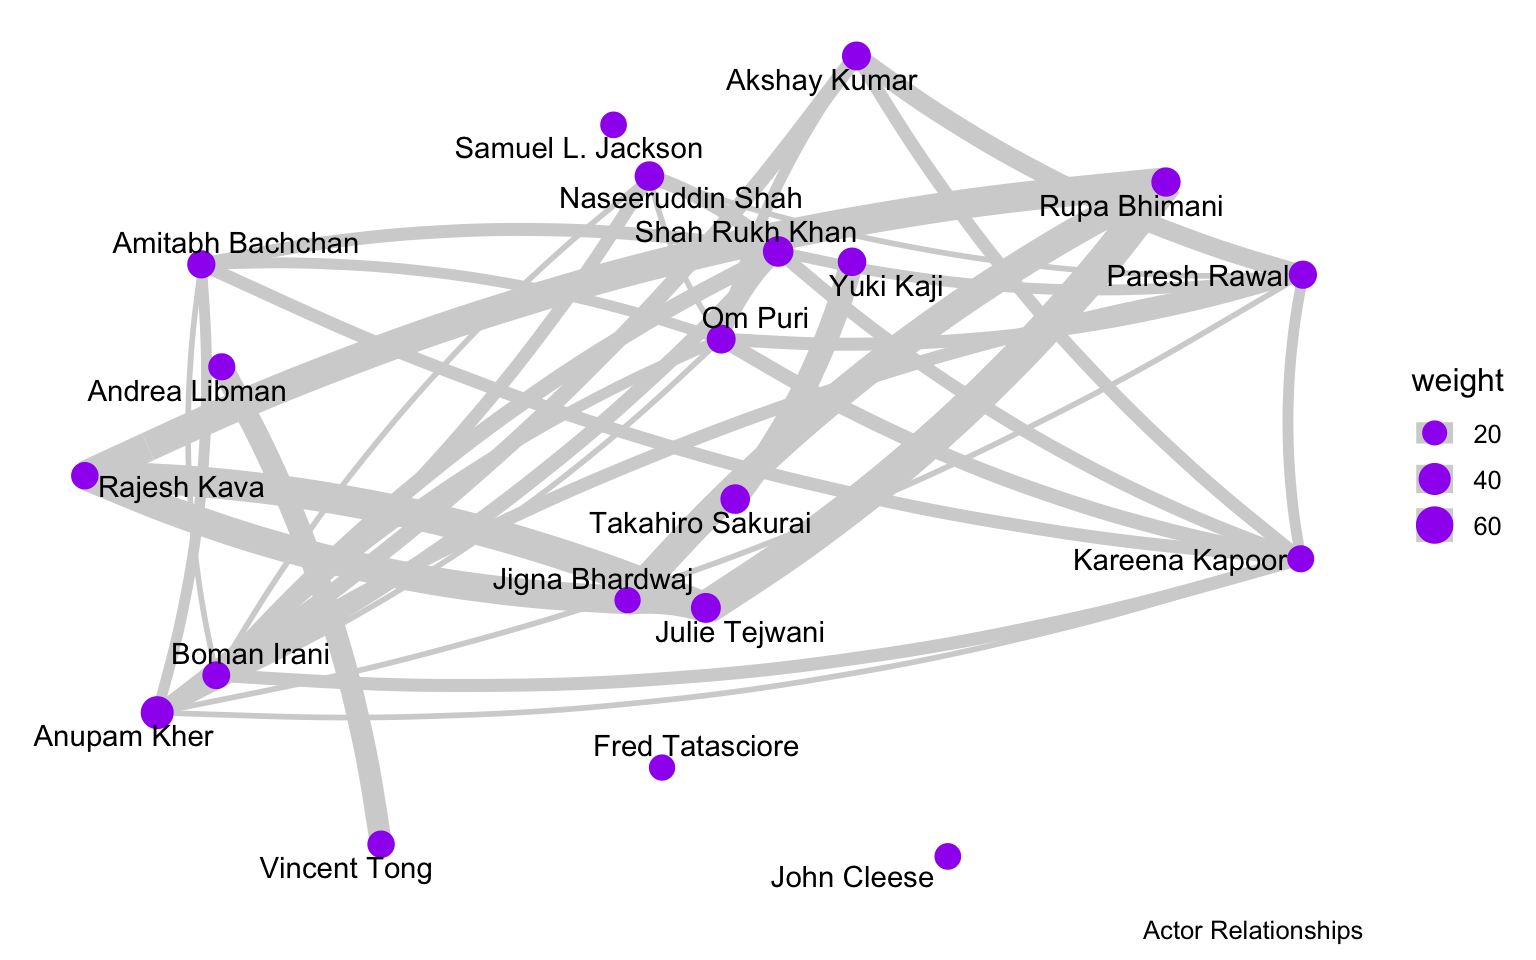 Akshay Kumar
Samuel L. Jackson
Naseeruddin Shah
Rupa Bhimani
Shah Rukh Khan
Amitabh Bachchan
Paresh Rawal
Yuki Kaji
Om Puri
weight
Andrea Libman
20
40
Rajesh Kava
60
Takahiro Sakurai
Kareena Kapoor
Jigna Bhardwaj
Julie Tejwani
Boman Irani
Anupam Kher
Fred Tatasciore
Vincent Tong
John Cleese
Actor Relationships